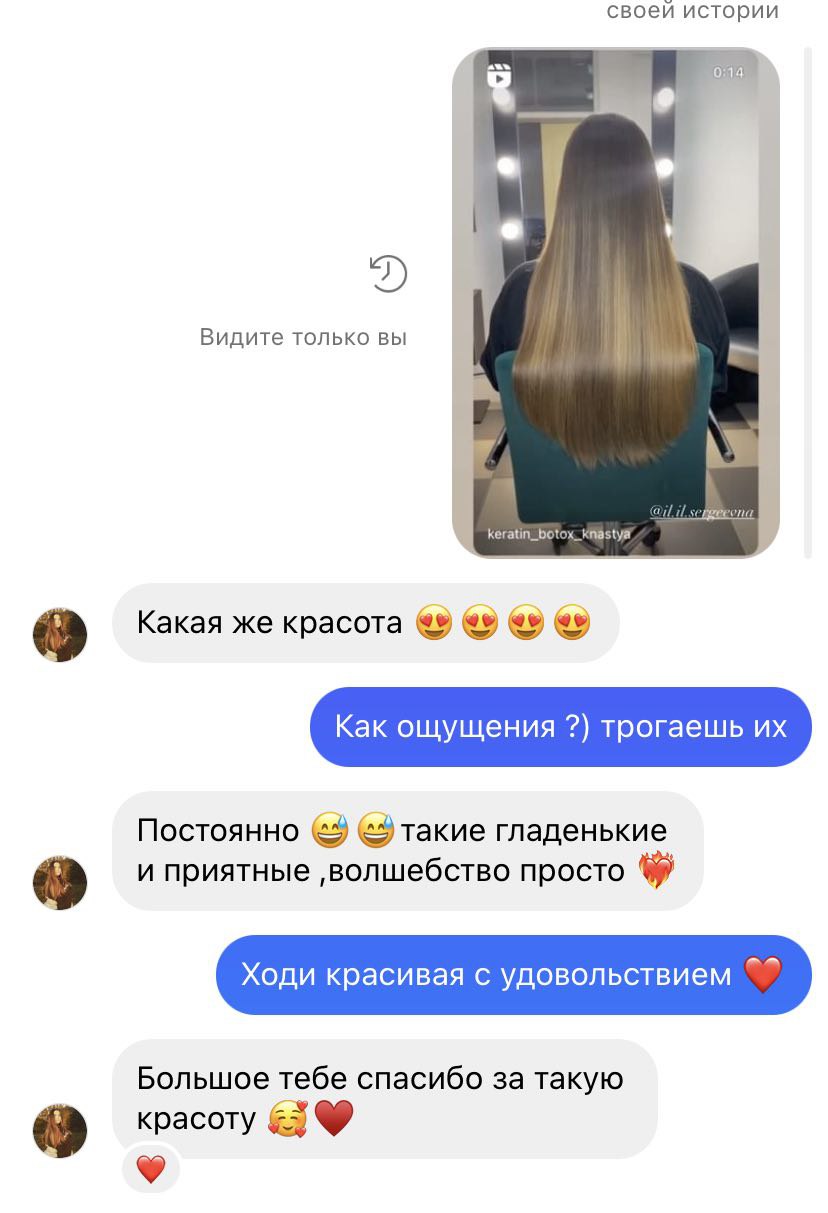 своей истории
0:14
Видите только вы
@il.il.sergeevna
keratin_botox_knastya
Какая же красота 😍😍😍😍
Как ощущения ?) трогаешь их
Постоянно 😅😅такие гладенькие
и приятные ,волшебство просто ❤️‍🔥
Ходи красивая с удовольствием ❤️
Большое тебе спасибо за такую
красоту 🥰♥️
❤️